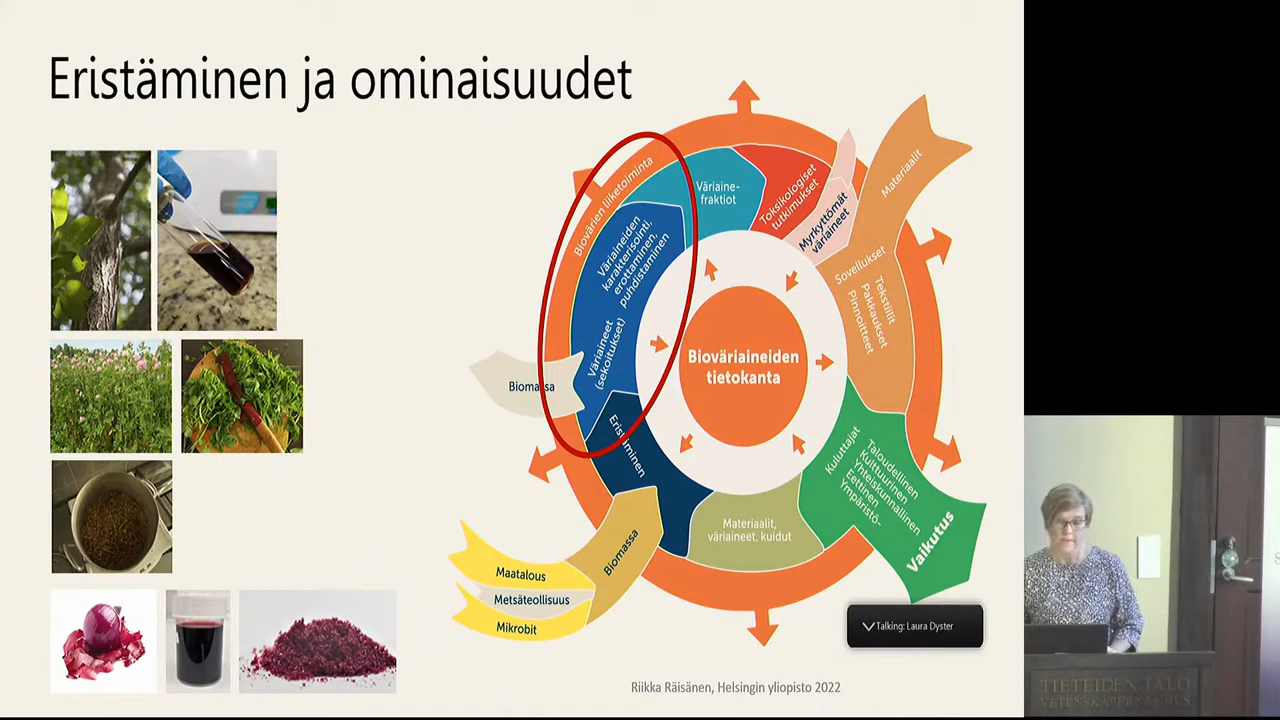 Eristäminen ja ominaisuudet
Biovärien liiketoiminta
Väriaine-
fraktiot
Toksikologiset
tutkimukset
Myrkyttömät
väriaineet
Materiaalit
Sovellukset
Tekstiilit
Pakkaukset
Pinnoitteet
Väriaineiden
karakterisointi,
erottaminen,
puhdistaminen
Väriaineet
(sekoitukset)
Bioväriaineiden
tietokanta
Biomassa
Eristäminen
Kuluttajat
Taloudellinen
Kulttuurinen
Yhteiskunnallinen
Eettinen
Ympäristö-
Vaikutus
Materiaalit,
väriaineet, kuidut
Biomassa
Maatalous
Metsäteollisuus
Mikrobit
Talking: Laura Dyster
Riikka Räisänen, Helsingin yliopisto 2022
TIETEIDEN TALO
VETENSKAPERNAS HUS